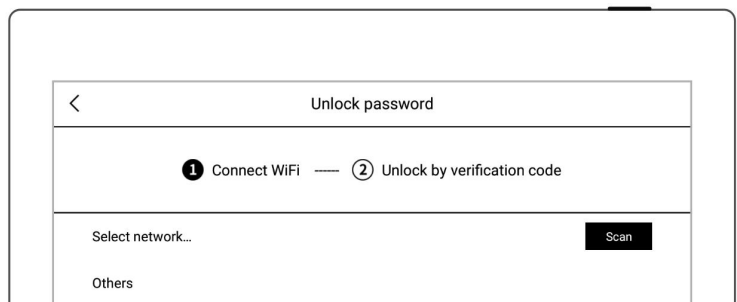 Unlock password
1 Connect WiFi ------ 2 Unlock by verification code
Select network...
Scan
Others